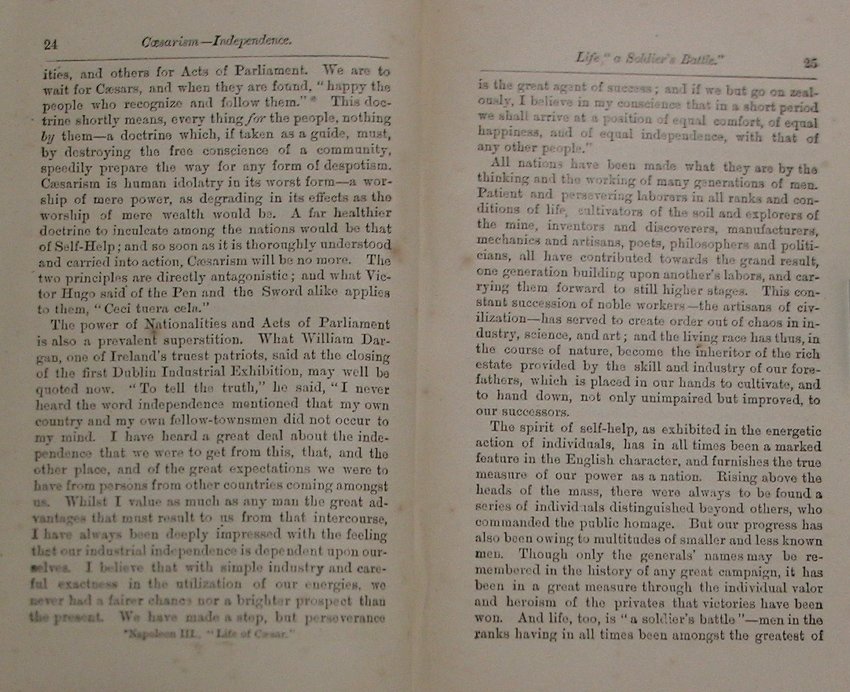 24
Cæsarism—Independence.
ities, and others for Acts of Parliament. We are to
wait for Cæsars, and when they are found, "happy the
people who recognize and follow them."* This doc-
trine shortly means, every thing for the people, nothing
by them—a doctrine which, if taken as a guide, must,
by destroying the free conscience of a community,
speedily prepare the way for any form of despotism.
Cæsarism is human idolatry in its worst form—a wor-
ship of mere power, as degrading in its effects as the
worship of mere wealth would be. A far healthier
doctrine to inculcate among the nations would be that
of Self-Help; and so soon as it is thoroughly understood
and carried into action, Cæsarism will be no more. The
two principles are directly antagonistic; and what Vic-
tor Hugo said of the Pen and the Sword alike applies
to them, "Ceci tuera cela."
The power of Nationalities and Acts of Parliament
is also a prevalent superstition. What William Dar-
gan, one of Ireland's truest patriots, said at the closing
of the first Dublin Industrial Exhibition, may well be
quoted now. "To tell the truth," he said, "I never
heard the word independence mentioned that my own
country and my own fellow-townsmen did not occur to
my mind. I have heard a great deal about the inde-
pendence that we were to get from this, that, and the
other place, and of the great expectations we were to
have from persons from other countries coming amongst
us. Whilst I value as much as any man the great ad-
vantages that must result to us from that intercourse,
I have always been deeply impressed with the feeling
that our industrial independence is dependent upon our-
selves. I believe that with simple industry and care-
ful exactness in the utilization of our energies, we
never had a fairer chance nor a brighter prospect than
the present. We have made a step, but perseverance
*Napoleon III., "Life of Cæsar."
Life "a Soldier's Battle."
25
is the great agent of success; and if we but go on zeal-
ously, I believe in my conscience that in a short period
we shall arrive at a position of equal comfort, of equal
happiness, and of equal independence, with that of
any other people."
All nations have been made what they are by the
thinking and the working of many generations of men.
Patient and persevering laborers in all ranks and con-
ditions of life, cultivators of the soil and explorers of
the mine, inventors and discoverers, manufacturers,
mechanics and artisans, poets, philosophers and politi-
cians, all have contributed towards the grand result,
one generation building upon another's labors, and car-
rying them forward to still higher stages. This con-
stant succession of noble workers—the artisans of civ-
ilization—has served to create order out of chaos in in-
dustry, science, and art; and the living race has thus, in
the course of nature, become the inheritor of the rich
estate provided by the skill and industry of our fore-
fathers, which is placed in our hands to cultivate, and
to hand down, not only unimpaired but improved, to
our successors.
The spirit of self-help, as exhibited in the energetic
action of individuals, has in all times been a marked
feature in the English character, and furnishes the true
measure of our power as a nation. Rising above the
heads of the mass, there were always to be found a
series of individuals distinguished beyond others, who
commanded the public homage. But our progress has
also been owing to multitudes of smaller and less known
men. Though only the generals' names may be re-
membered in the history of any great campaign, it has
been in a great measure through the individual valor
and heroism of the privates that victories have been
won. And life, too, is "a soldier's battle"—men in the
ranks having in all times been amongst the greatest of